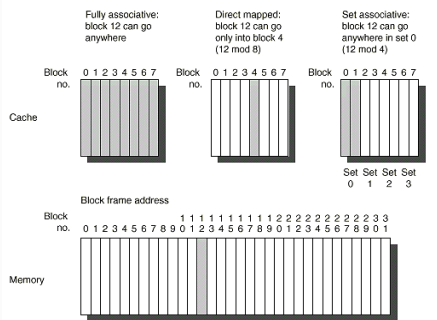 Fully associative:
block 12 can go
anywhere
Direct mapped:
block 12 can go
only into block 4
(12 mod 8)
Set associative:
block 12 can go
anywhere in set 0
(12 mod 4)
Block
no.
0 1 2 3 4 5 6 7
Block
no.
0 1 2 3 4 5 6 7
Block
no.
0 1 2 3 4 5 6 7
Cache
Set Set Set Set
0 1 2 3
Block frame address
Block
no.
1 1 1 1 1 1 1 1 1 1 2 2 2 2 2 2 2 2 2 2 3 3
0 1 2 3 4 5 6 7 8 9 0 1 2 3 4 5 6 7 8 9 0 1 2 3 4 5 6 7 8 9 0 1
Memory